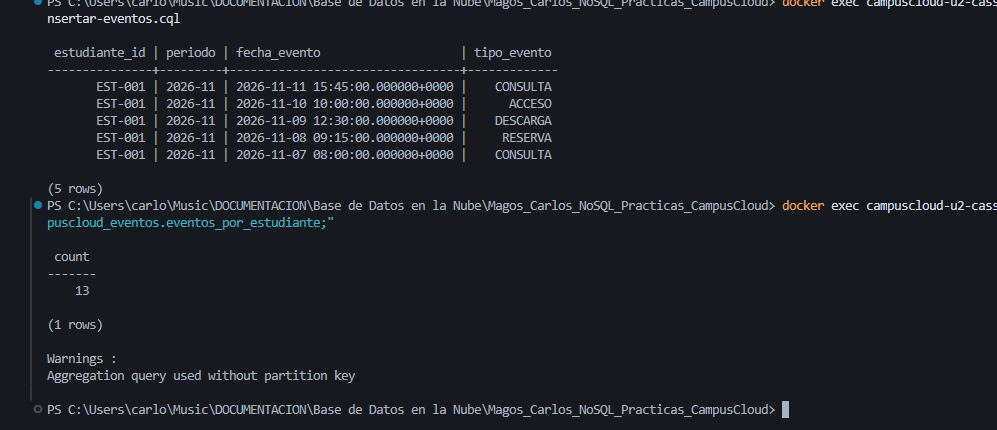 PS C:\Users\carlo\Music\DOCUMENTACION\Base de Datos en la Nube\Magos_Carlos_NoSQL_Practicas_CampusCloud> docker exec campuscloud-u2-cass
nsertar-eventos.cql
estudiante_id | periodo | fecha_evento | tipo_evento
---------------+---------+---------------------------------+-------------
EST-001 | 2026-11 | 2026-11-11 15:45:00.000000+0000 | CONSULTA
EST-001 | 2026-11 | 2026-11-10 10:00:00.000000+0000 | ACCESO
EST-001 | 2026-11 | 2026-11-09 12:30:00.000000+0000 | DESCARGA
EST-001 | 2026-11 | 2026-11-08 09:15:00.000000+0000 | RESERVA
EST-001 | 2026-11 | 2026-11-07 08:00:00.000000+0000 | CONSULTA
(5 rows)
PS C:\Users\carlo\Music\DOCUMENTACION\Base de Datos en la Nube\Magos_Carlos_NoSQL_Practicas_CampusCloud> docker exec campuscloud-u2-cass
puscloud_eventos.eventos_por_estudiante;"
count
-------
13
(1 rows)
Warnings :
Aggregation query used without partition key
PS C:\Users\carlo\Music\DOCUMENTACION\Base de Datos en la Nube\Magos_Carlos_NoSQL_Practicas_CampusCloud>